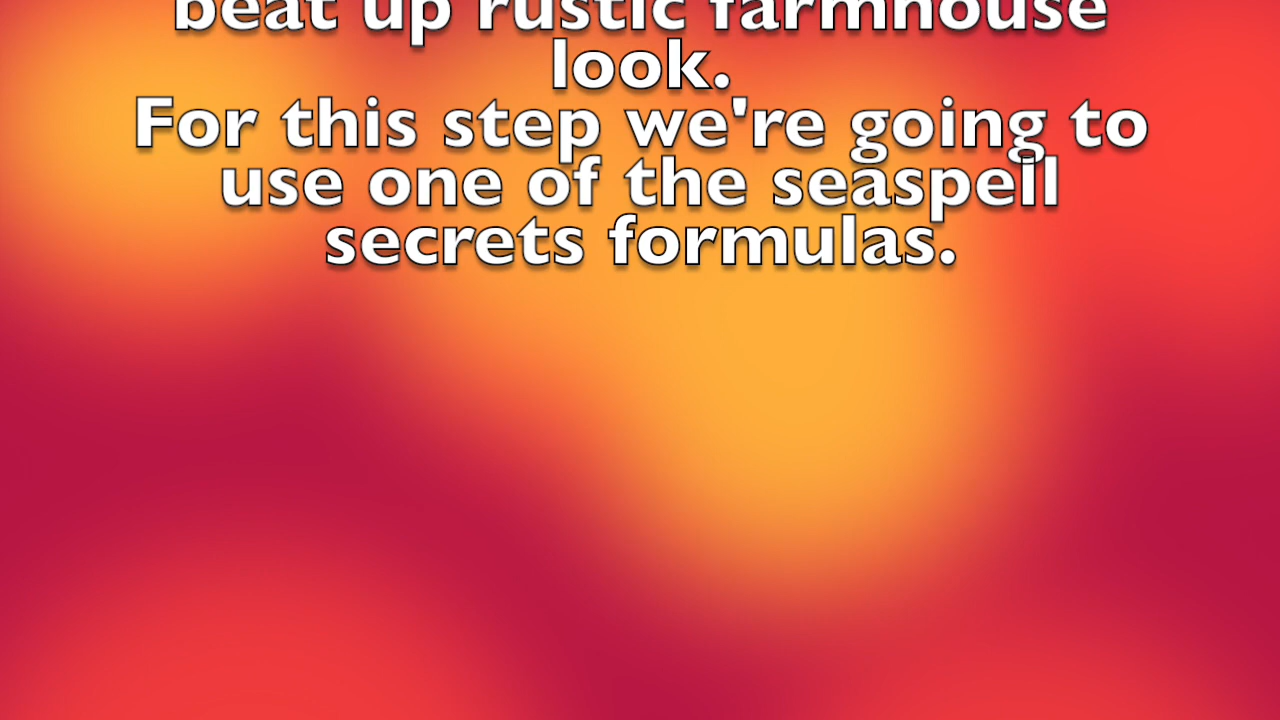 beat up rustic farmhouse
look.
For this step we're going to
use one of the seaspell
secrets formulas.